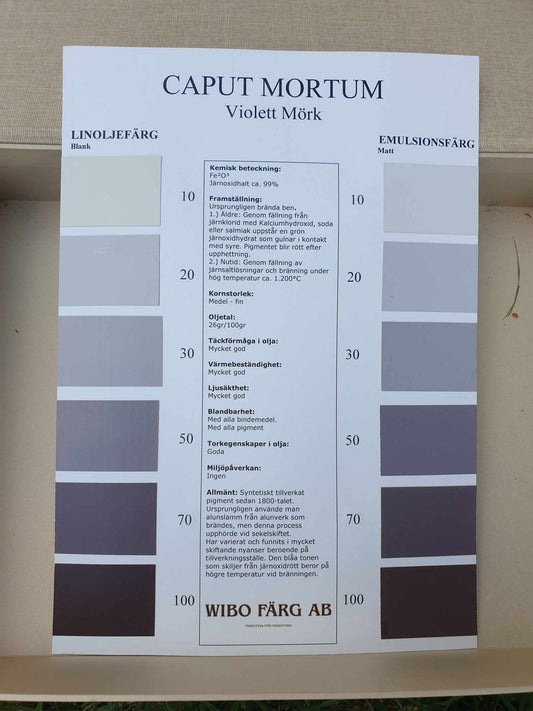 CAPUT MORTUM
Violett Mörk
LINOLJEFÄRG
Blank
EMULSIONSFÄRG
Matt
10
20
30
50
70
100
Kemisk beteckning:
Fe²O³
Järnoxidhalt ca. 99%
Framställning:
Ursprungligen brända ben.
1.) Äldre: Genom fällning från
järnklorid med Kalciumhydroxid, soda
eller salmiak uppstår en grön
järnoxidhydrat som gulnar i kontakt
med syre. Pigmentet blir rött efter
upphettning.
2.) Nutid: Genom fällning av
järnsaltlösningar och bränning under
hög temperatur ca. 1.200°C
Kornstorlek:
Medel - fin
Oljetal:
26gr/100gr
Täckförmåga i olja:
Mycket god
Värmebeständighet:
Mycket god
Ljusäkthet:
Mycket god
Blandbarhet:
Med alla bindemedel.
Med alla pigment
Torkegenskaper i olja:
Goda
Miljöpåverkan:
Ingen
Allmänt: Syntetiskt tillverkat
pigment sedan 1800-talet.
Ursprungligen använde man
alunslamm från alunverk som
brändes, men denna process
upphörde vid sekelskiftet.
Har varierat och funnits i mycket
skiftande nyanser beroende på
tillverkningsställe. Den blåa tonen
som skiljer från järnoxidrött beror på
högre temperatur vid bränningen.
WIBO FÄRG AB
TRADITION FÖR FRAMTIDEN
10
20
30
50
70
100